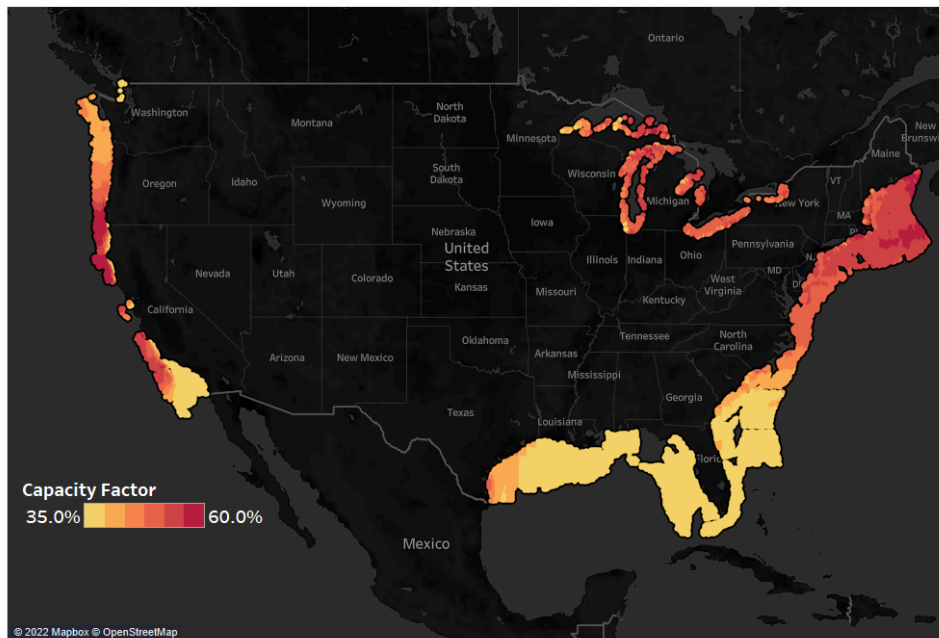 Ontario
Washington
Montana
North
Dakota
Minnesota
New
Brunsw
Maine
Oregon
Idaho
South
Dakota
Wisconsin
VT
Wyoming
Michigan
New York
MA
Iowa
Nebraska
United
States
Illinois
Indiana
Ohio
Pennsylvania
N.J.
Nevada
Utah
Colorado
Kansas
Missouri
West
Virginia
MD
California
Kentucky
Arizona
New Mexico
Oklahoma
Arkansas
Tennessee
North
Carolina
Mississippi
Georgia
Texas
Louisiana
Florid
Capacity Factor
35.0%
60.0%
Mexico
© 2022 Mapbox © OpenStreetMap